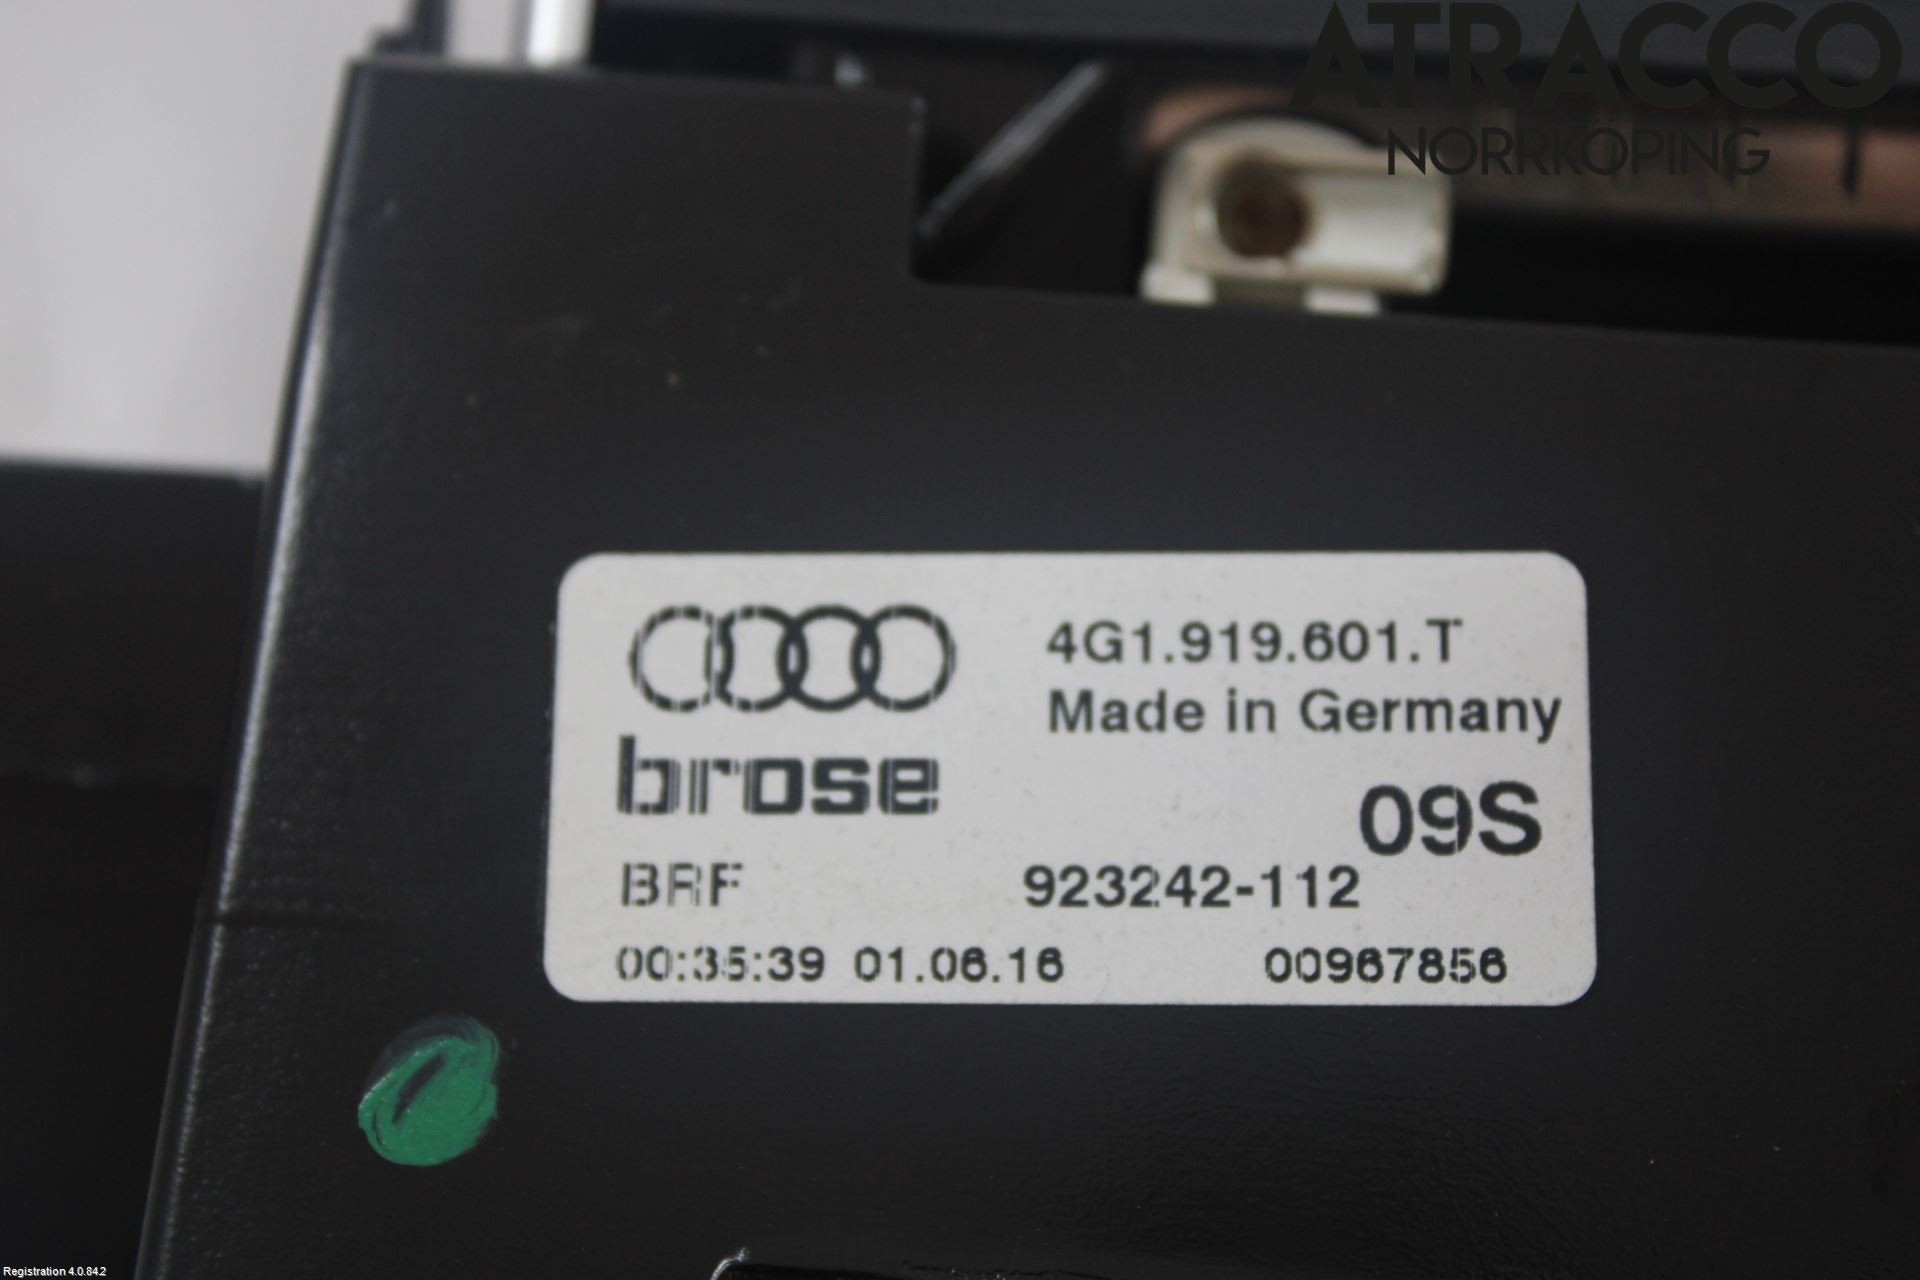 ATRACCO
NORRKÖPING
4G1.919.601.T
Made in Germany
brose
09S
BRF 923242-112
00:35:39 01.06.16 00967856
Registration 4.0.84.2